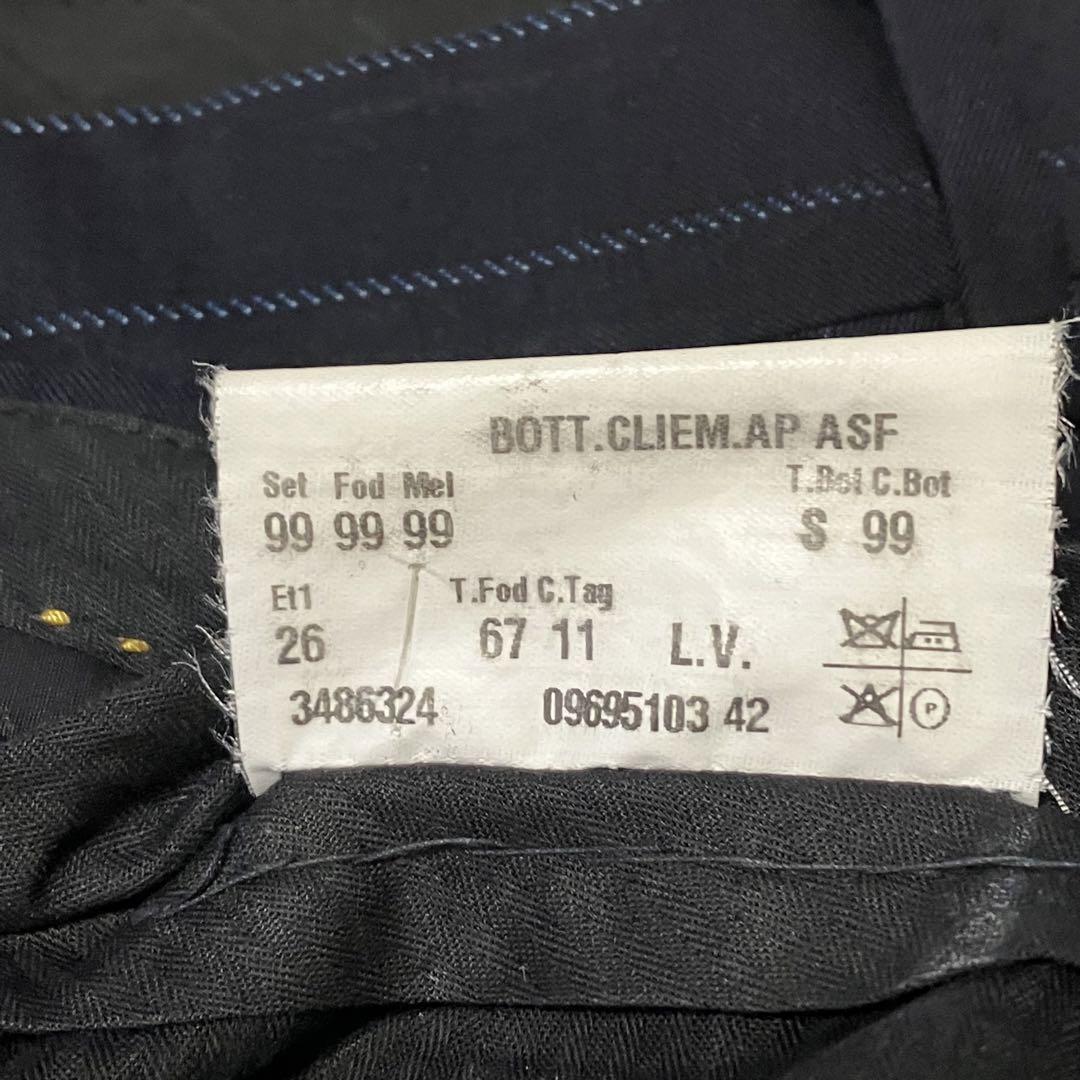 BOTT.CLIEM.AP ASF
Set Fod Mel T.Bot C.Bot
99 99 99 S 99
Et1 T.Fod C.Tag
26 67 11 L.V.
3486324 09695103 42
P